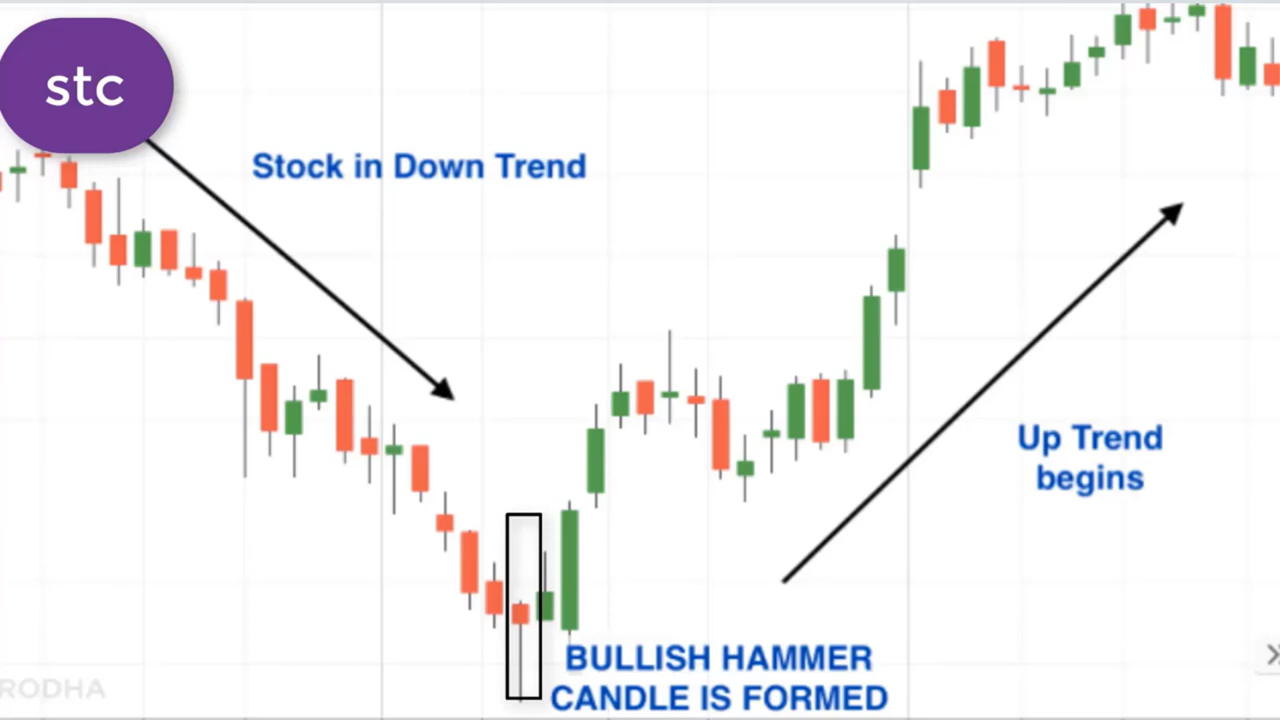 stc
Stock in Down Trend
Up Trend
begins
BULLISH HAMMER
CANDLE IS FORMED
RODHA